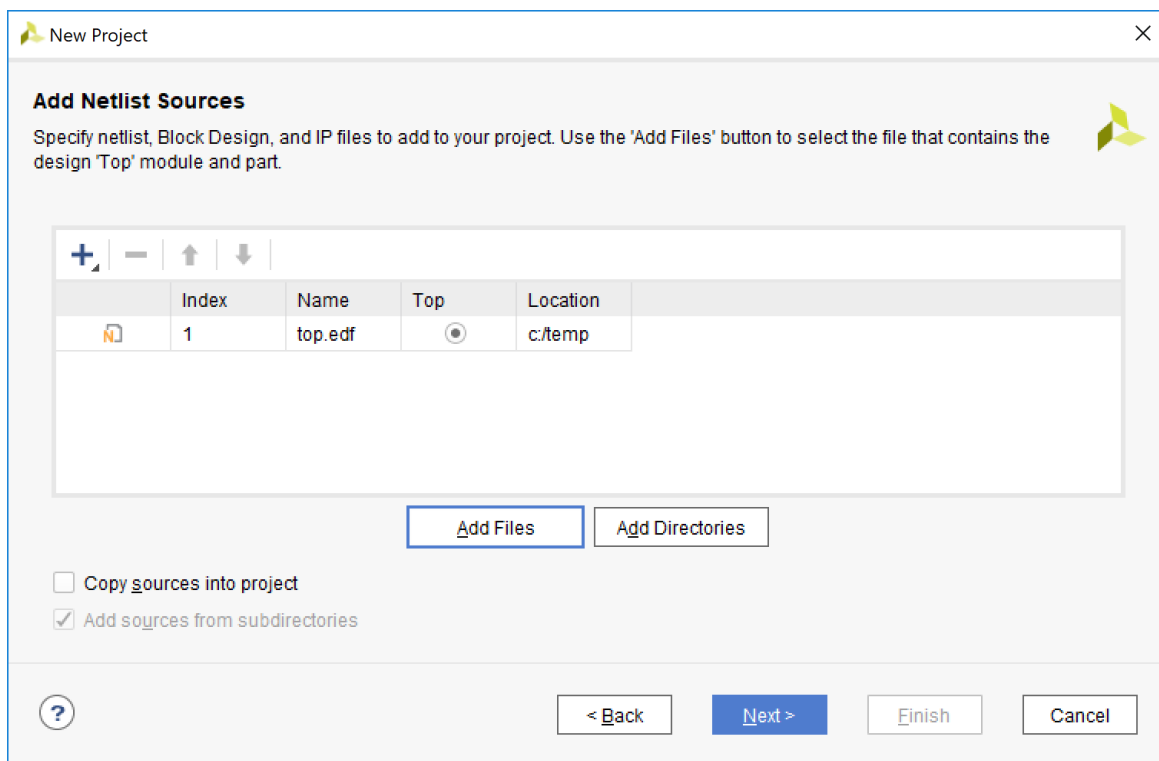 New Project
Add Netlist Sources
Specify netlist, Block Design, and IP files to add to your project. Use the 'Add Files' button to select the file that contains the
design 'Top' module and part.
Index Name Top Location
N 1 top.edf c:/temp
Add Files Add Directories
Copy sources into project
Add sources from subdirectories
? < Back Next > Finish Cancel